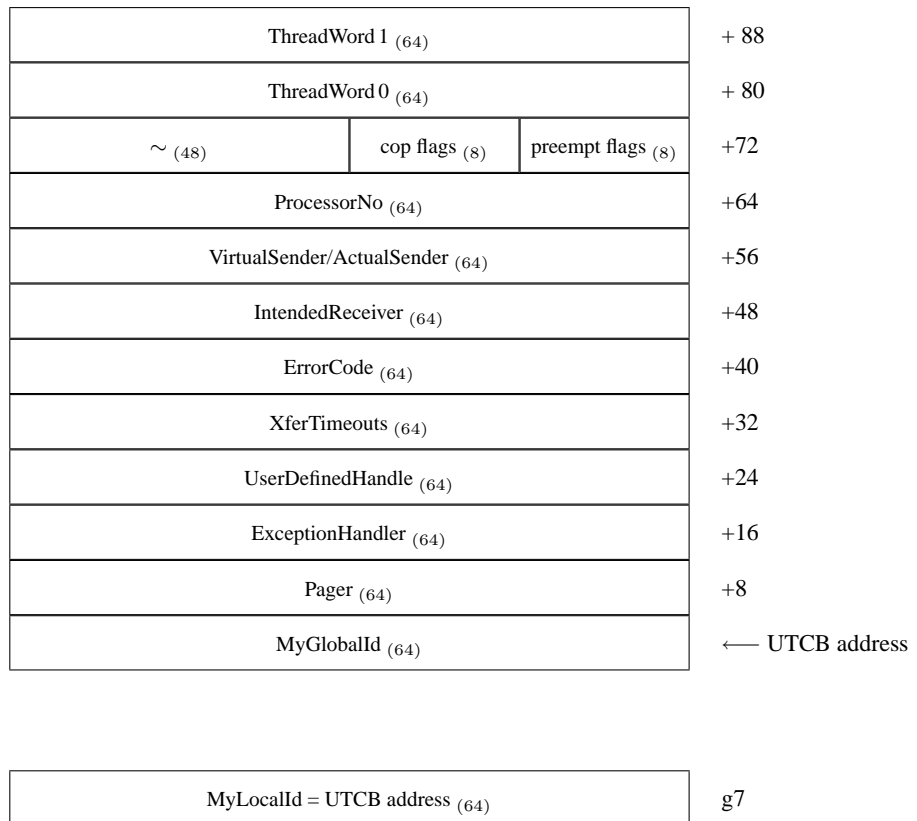 ThreadWord 1 (64) + 88
ThreadWord 0 (64) + 80
~ (48) cop flags (8) preempt flags (8) +72
ProcessorNo (64) +64
VirtualSender/ActualSender (64) +56
IntendedReceiver (64) +48
ErrorCode (64) +40
XferTimeouts (64) +32
UserDefinedHandle (64) +24
ExceptionHandler (64) +16
Pager (64) +8
MyGlobalId (64) ← UTCB address
MyLocalId = UTCB address (64) g7